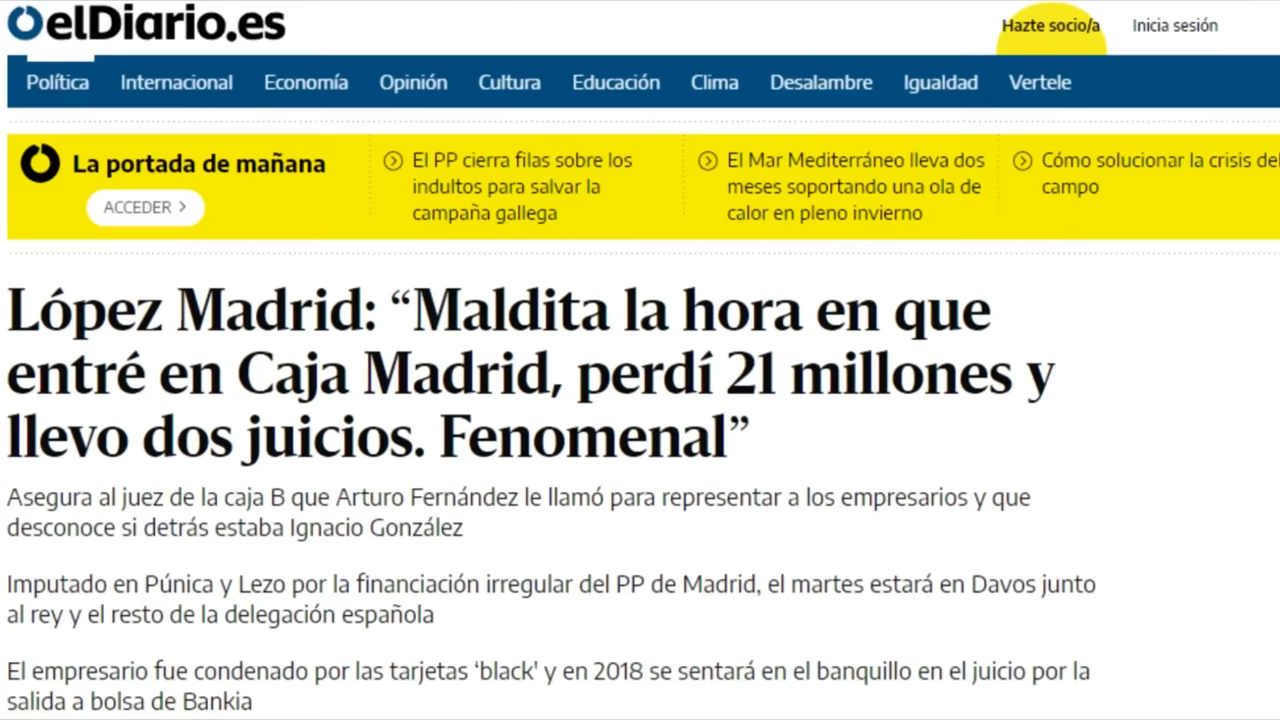 elDiario.es
Hazte socio/a
Inicia sesión
Política Internacional Economía Opinión Cultura Educación Clima Desalambre Igualdad Vertele
La portada de mañana
ACCEDER
El PP cierra filas sobre los
indultos para salvar la
campaña gallega
El Mar Mediterráneo lleva dos
meses soportando una ola de
calor en pleno invierno
Cómo solucionar la crisis del
campo
López Madrid: “Maldita la hora en que
entré en Caja Madrid, perdí 21 millones y
llevo dos juicios. Fenomenal”
Asegura al juez de la caja B que Arturo Fernández le llamó para representar a los empresarios y que
desconoce si detrás estaba Ignacio González
Imputado en Púnica y Lezo por la financiación irregular del PP de Madrid, el martes estará en Davos junto
al rey y el resto de la delegación española
El empresario fue condenado por las tarjetas ‘black' y en 2018 se sentará en el banquillo en el juicio por la
salida a bolsa de Bankia